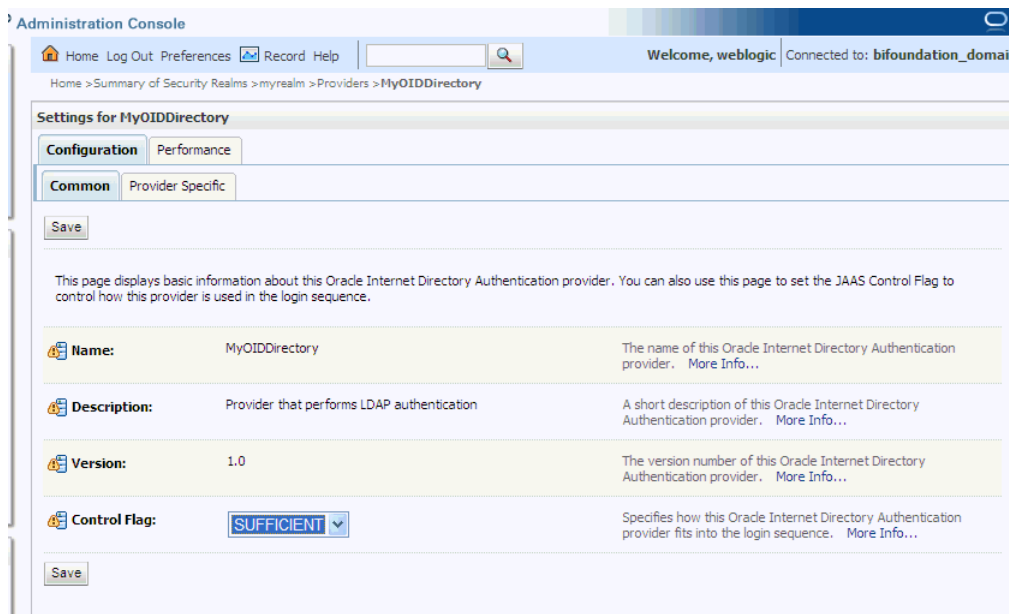 Administration Console
Home Log Out Preferences Record Help
Welcome, weblogic Connected to: bifoundation_domai
Home >Summary of Security Realms >myrealm >Providers >MyOIDDirectory
Settings for MyOIDDirectory
Configuration Performance
Common Provider Specific
Save
This page displays basic information about this Oracle Internet Directory Authentication provider. You can also use this page to set the JAAS Control Flag to
control how this provider is used in the login sequence.
Name: MyOIDDirectory The name of this Oracle Internet Directory Authentication
provider. More Info...
Description: Provider that performs LDAP authentication A short description of this Oracle Internet Directory
Authentication provider. More Info...
Version: 1.0 The version number of this Oracle Internet Directory
Authentication provider. More Info...
Control Flag: SUFFICIENT Specifies how this Oracle Internet Directory Authentication
provider fits into the login sequence. More Info...
Save